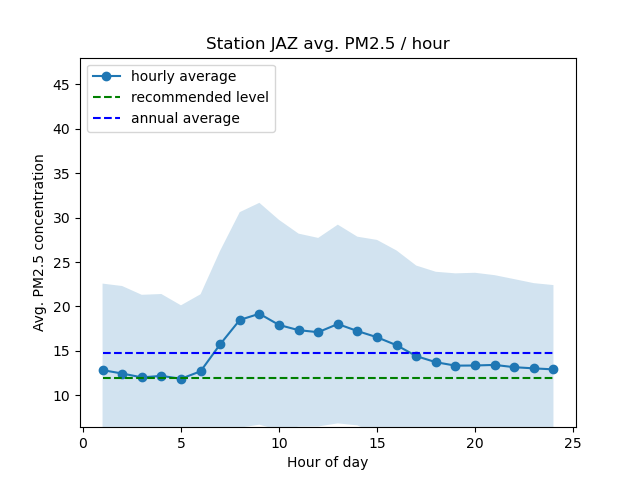 Station JAZ avg. PM2.5 / hour
hourly average
recommended level
annual average
Avg. PM2.5 concentration
45
40
35
30
25
20
15
10
0
5
10
15
20
25
Hour of day